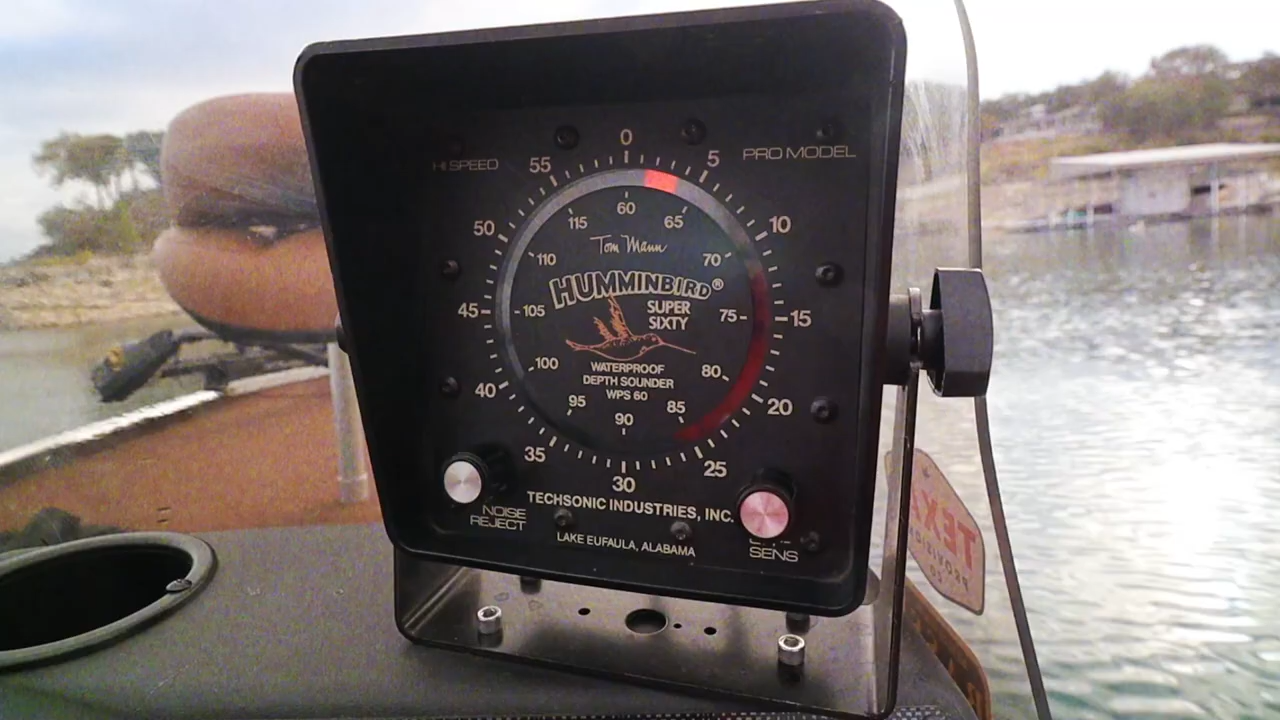 HI SPEED
PRO MODEL
0
5
10
15
20
25
30
35
40
45
50
55
60
65
70
75
80
85
90
95
100
105
110
115
Tom Mann
HUMMINBIRD®
SUPER
SIXTY
WATERPROOF
DEPTH SOUNDER
WPS 60
TECHSONIC INDUSTRIES, INC.
LAKE EUFAULA, ALABAMA
NOISE
REJECT
SENS